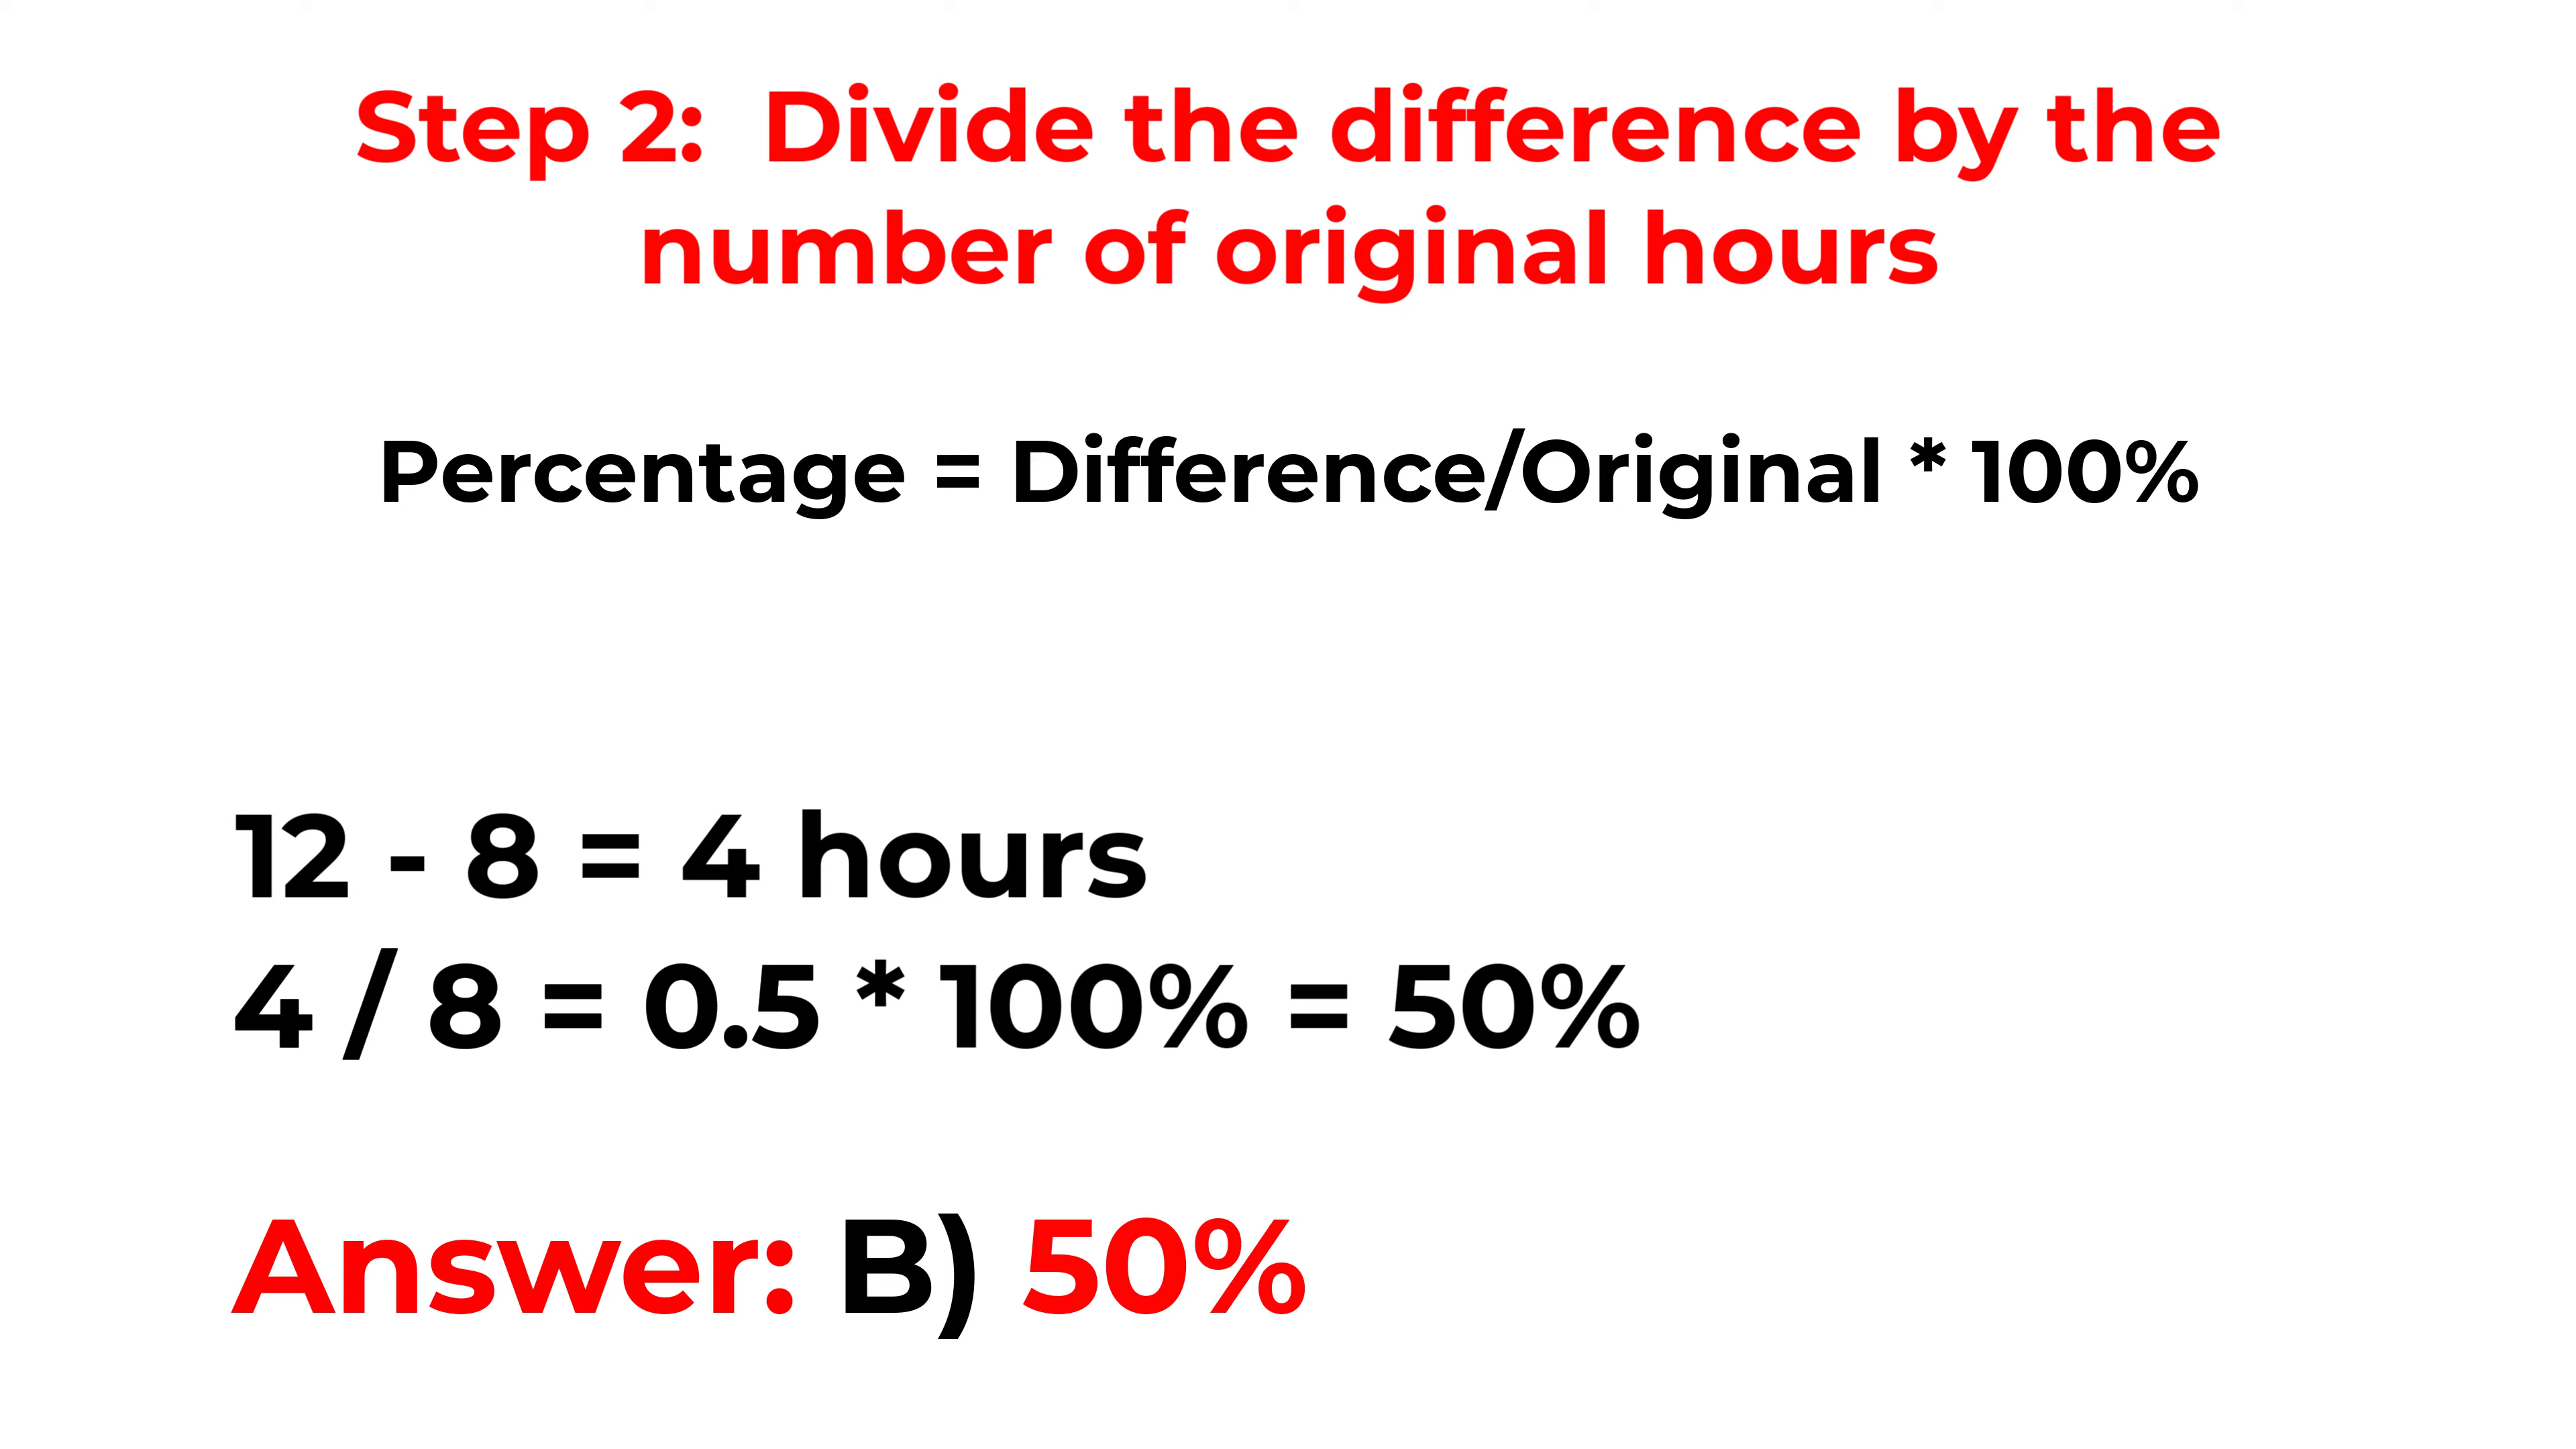 Step 2:  Divide the difference by the
number of original hours
Percentage = Difference/Original * 100%
12 - 8 = 4 hours
4 / 8 = 0.5 * 100% = 50%
Answer: B) 50%